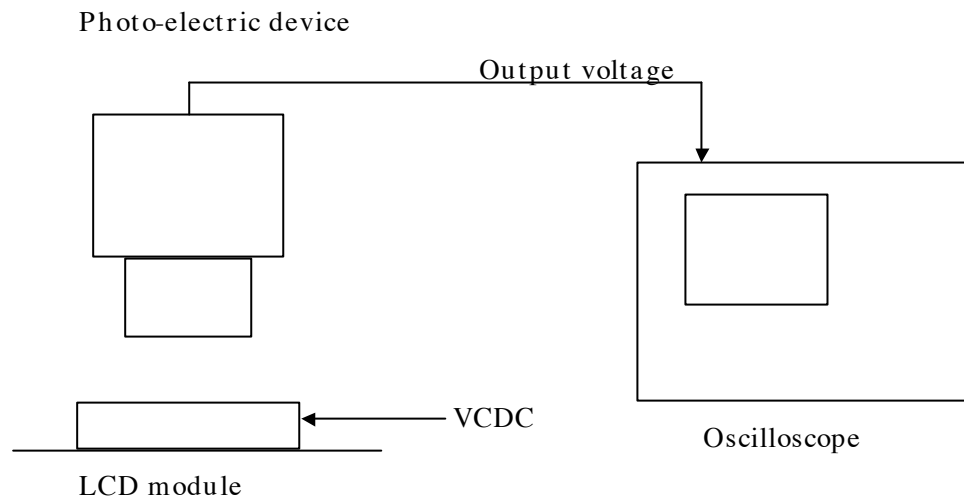 Photo-electric device
Output voltage
VCDC
Oscilloscope
LCD module